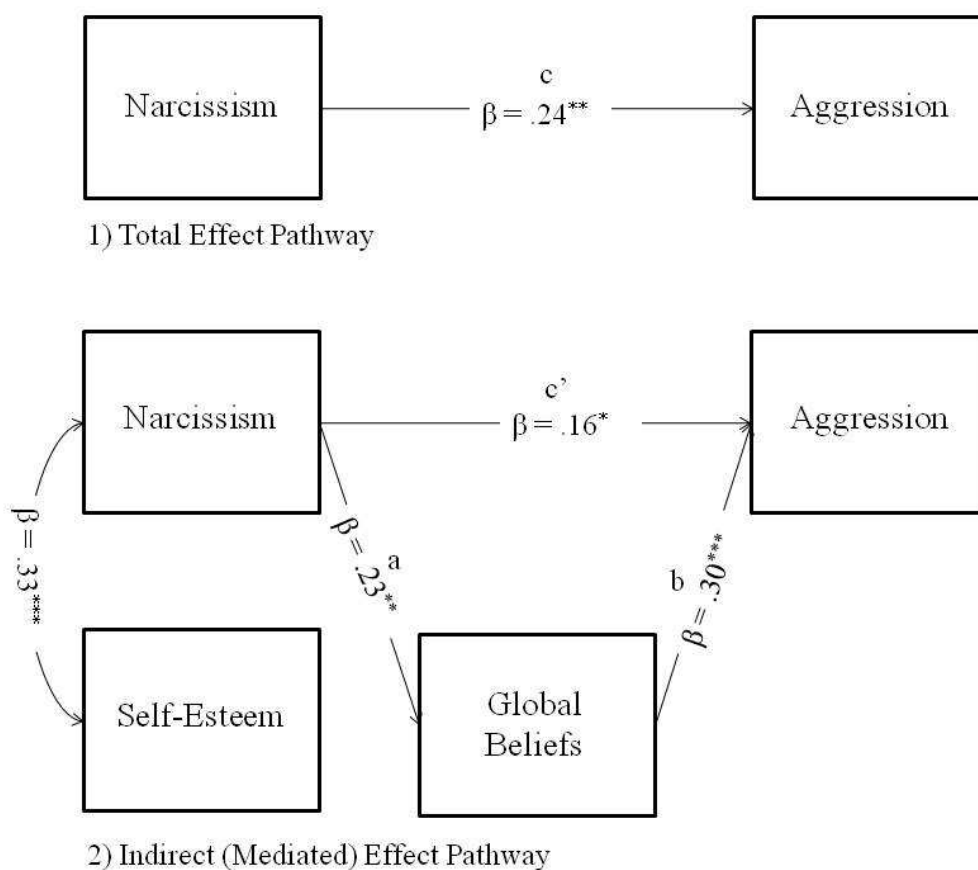 Narcissism
c
β = .24**
Aggression
1) Total Effect Pathway
Narcissism
c’
β = .16*
Aggression
β = .33***
a
β = .23**
b
β = .30***
Self-Esteem
Global
Beliefs
2) Indirect (Mediated) Effect Pathway